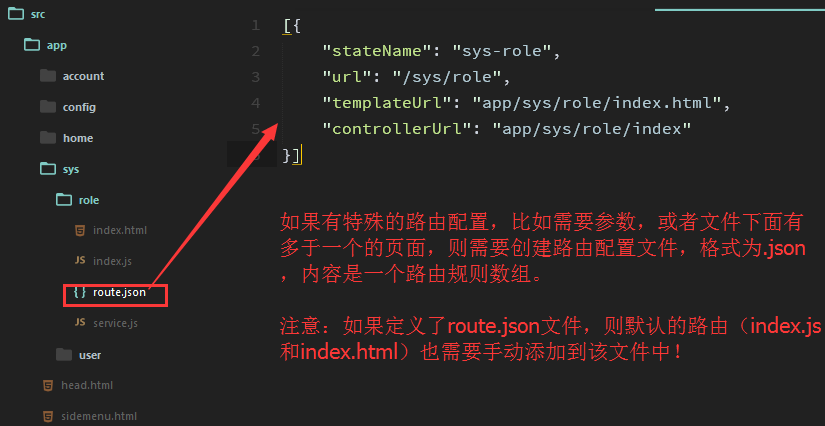 src
app
account
config
home
sys
role
index.html
JS index.js
{ } route.json
JS service.js
user
head.html
sidemenu.html
1 [{
2 "stateName": "sys-role",
3 "url": "/sys/role",
4 "templateUrl": "app/sys/role/index.html",
5 "controllerUrl": "app/sys/role/index"
}]
如果有特殊的路由配置，比如需要参数，或者文件下面有
多于一个的页面，则需要创建路由配置文件，格式为.json
，内容是一个路由规则数组。
注意：如果定义了route.json文件，则默认的路由（index.js
和index.html）也需要手动添加到该文件中！